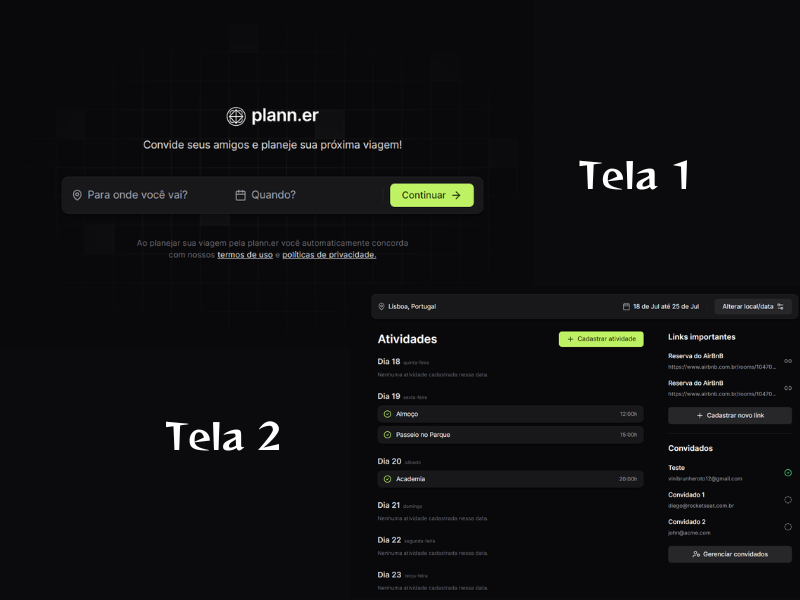 plann.er
Convide seus amigos e planeje sua próxima viagem!
Para onde você vai? Quando? Continuar →
Ao planejar sua viagem pela plann.er você automaticamente concorda
com nossos termos de uso e políticas de privacidade.
Tela 1
Tela 2
Lisboa, Portugal 18 de Jul até 25 de Jul Alterar local/data
Atividades + Cadastrar atividade
Dia 18 quinta-feira
Nenhuma atividade cadastrada nessa data.
Dia 19 sexta-feira
Almoço 12:00h
Passeio no Parque 15:00h
Dia 20 sábado
Academia 20:00h
Dia 21 domingo
Nenhuma atividade cadastrada nessa data.
Dia 22 segunda-feira
Nenhuma atividade cadastrada nessa data.
Dia 23 terça-feira
Nenhuma atividade cadastrada nessa data.
Links importantes
Reserva do AirBnB
https://www.airbnb.com.br/rooms/10470...
Reserva do AirBnB
https://www.airbnb.com.br/rooms/10470...
+ Cadastrar novo link
Convidados
Teste
vinibrunheroto12@gmail.com
Convidado 1
diego@rocketseat.com.br
Convidado 2
john@acme.com
Gerenciar convidados